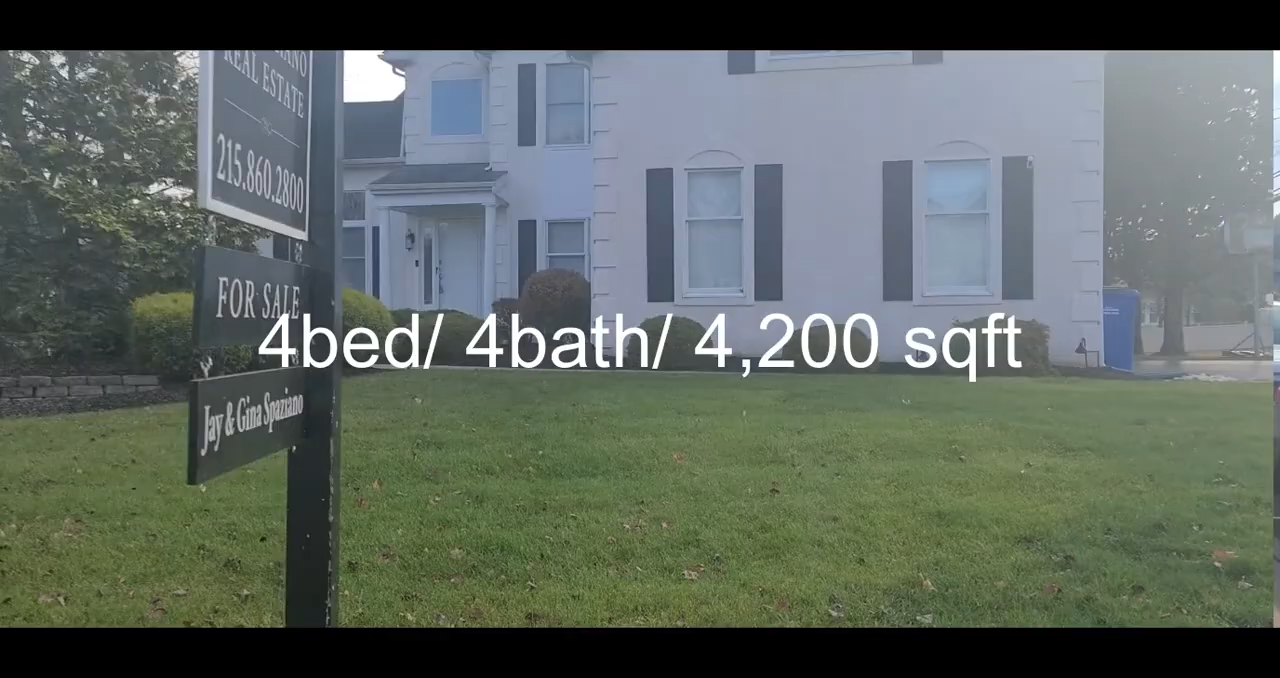 REAL ESTATE
215.860.2800
FOR SALE
4bed/ 4bath/ 4,200 sqft
Jay & Gina Spaziano